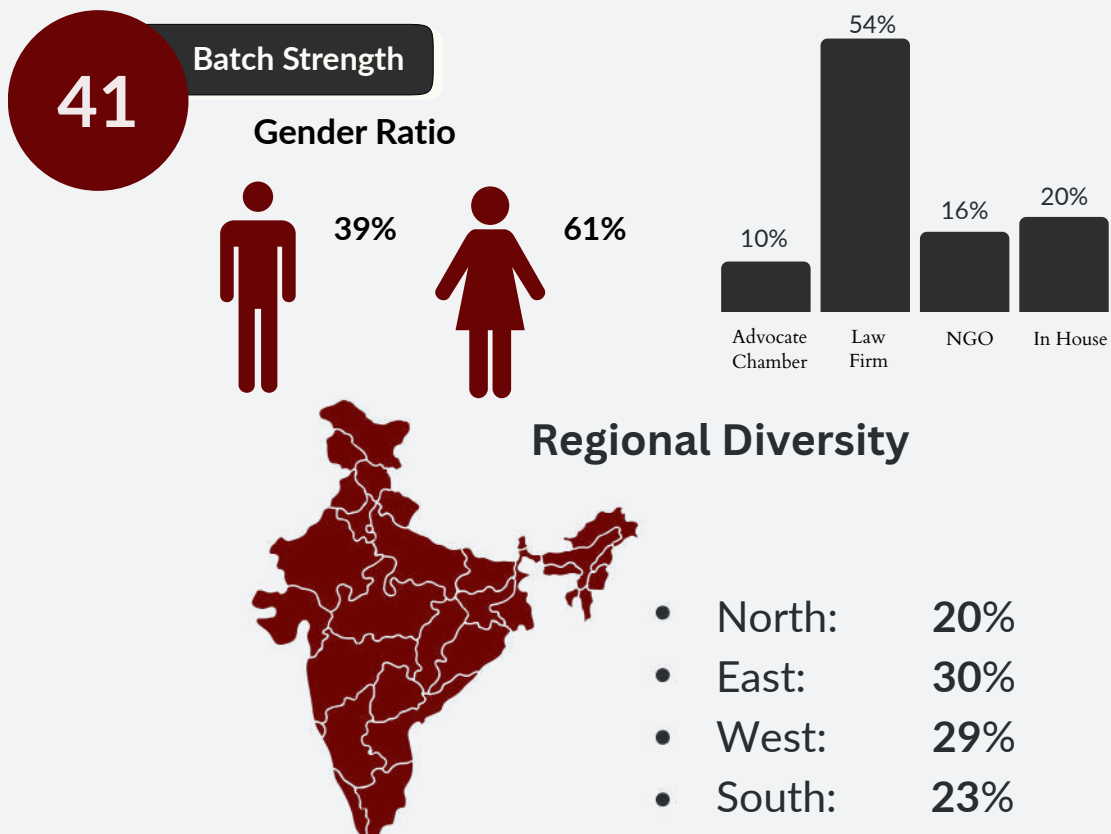 41
Batch Strength
Gender Ratio
39%
61%
54%
20%
16%
10%
Advocate
Chamber
Law
Firm
NGO
In House
Regional Diversity
• North: 20%
• East: 30%
• West: 29%
• South: 23%